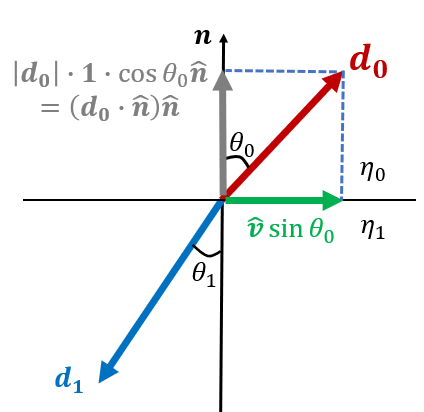 n
d₀
|d₀| · 1 · cos θ₀n̂
= (d₀ · n̂)n̂
θ₀
η₀
v̂ sin θ₀
η₁
θ₁
d₁